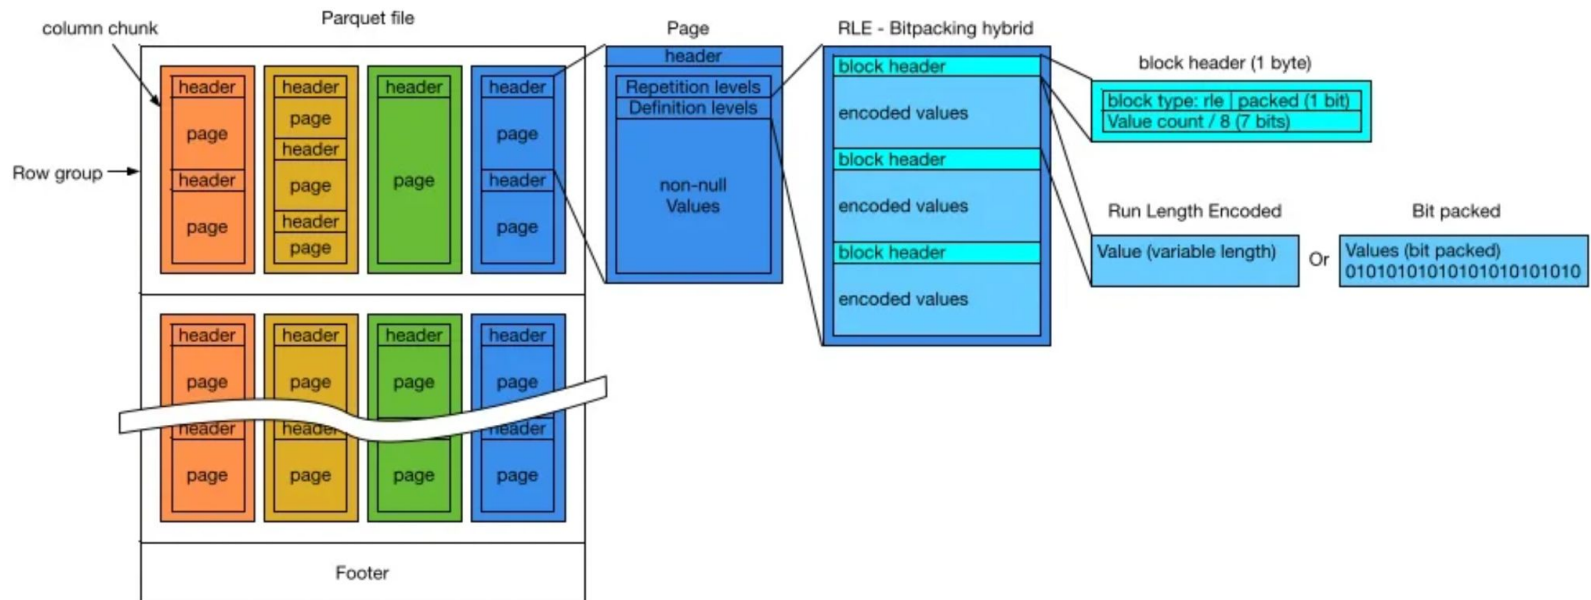 Parquet file
column chunk
Row group
header
page
header
page
header
page
header
page
header
page
header
page
header
page
header
page
header
page
header
page
header
page
header
page
header
page
header
page
header
page
header
page
Footer
Page
header
Repetition levels
Definition levels
non-null
Values
RLE - Bitpacking hybrid
block header
encoded values
block header
encoded values
block header
encoded values
block header (1 byte)
block type: rle | packed (1 bit)
Value count / 8 (7 bits)
Run Length Encoded
Value (variable length)
Or
Bit packed
Values (bit packed)
010101010101010101010101010